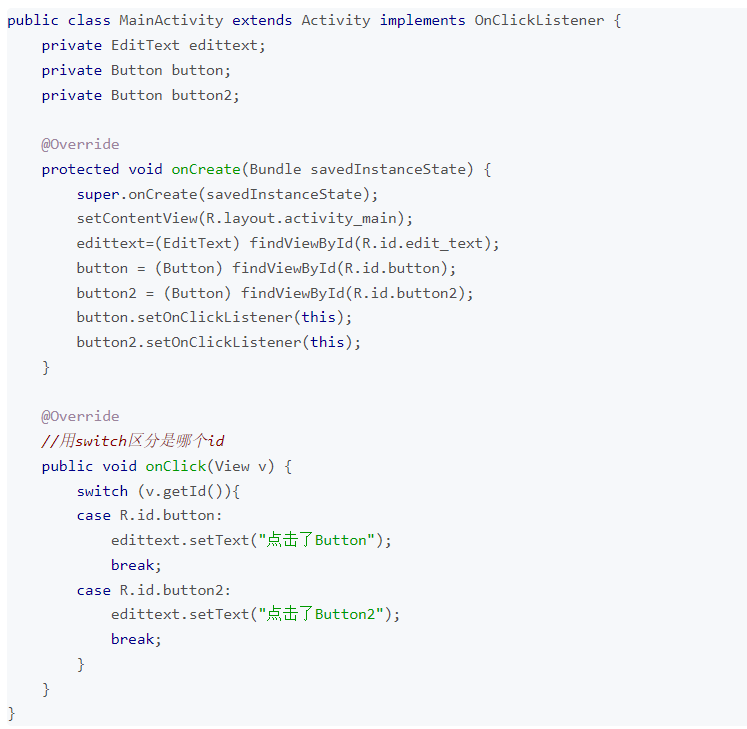 public class MainActivity extends Activity implements OnClickListener {
    private EditText edittext;
    private Button button;
    private Button button2;

    @Override
    protected void onCreate(Bundle savedInstanceState) {
        super.onCreate(savedInstanceState);
        setContentView(R.layout.activity_main);
        edittext=(EditText) findViewById(R.id.edit_text);
        button = (Button) findViewById(R.id.button);
        button2 = (Button) findViewById(R.id.button2);
        button.setOnClickListener(this);
        button2.setOnClickListener(this);
    }

    @Override
    //用switch区分是哪个id
    public void onClick(View v) {
        switch (v.getId()){
        case R.id.button:
            edittext.setText("点击了Button");
            break;
        case R.id.button2:
            edittext.setText("点击了Button2");
            break;
        }
    }
}